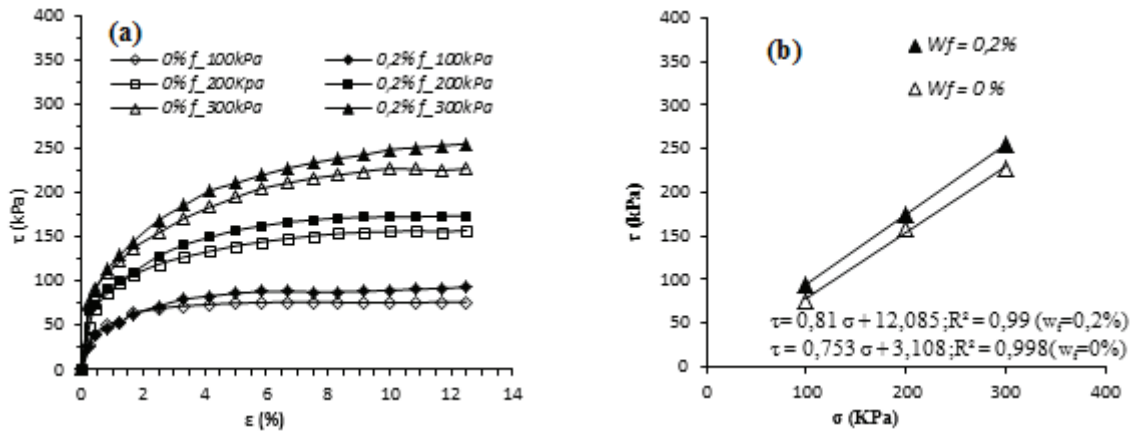 (a)
0% f_100kPa
0,2% f_100kPa
0% f_200Kpa
0,2% f_200kPa
0% f_300kPa
0,2% f_300kPa
400
350
300
250
200
150
100
50
0
τ (kPa)
0 2 4 6 8 10 12 14
ε (%)
(b)
Wf = 0,2%
Wf = 0 %
400
350
300
250
200
150
100
50
0
τ (kPa)
τ = 0,81 σ + 12,085 ; R² = 0,99 (wf=0,2%)
τ = 0,753 σ + 3,108 ; R² = 0,998 (wf=0%)
0 100 200 300 400
σ (KPa)